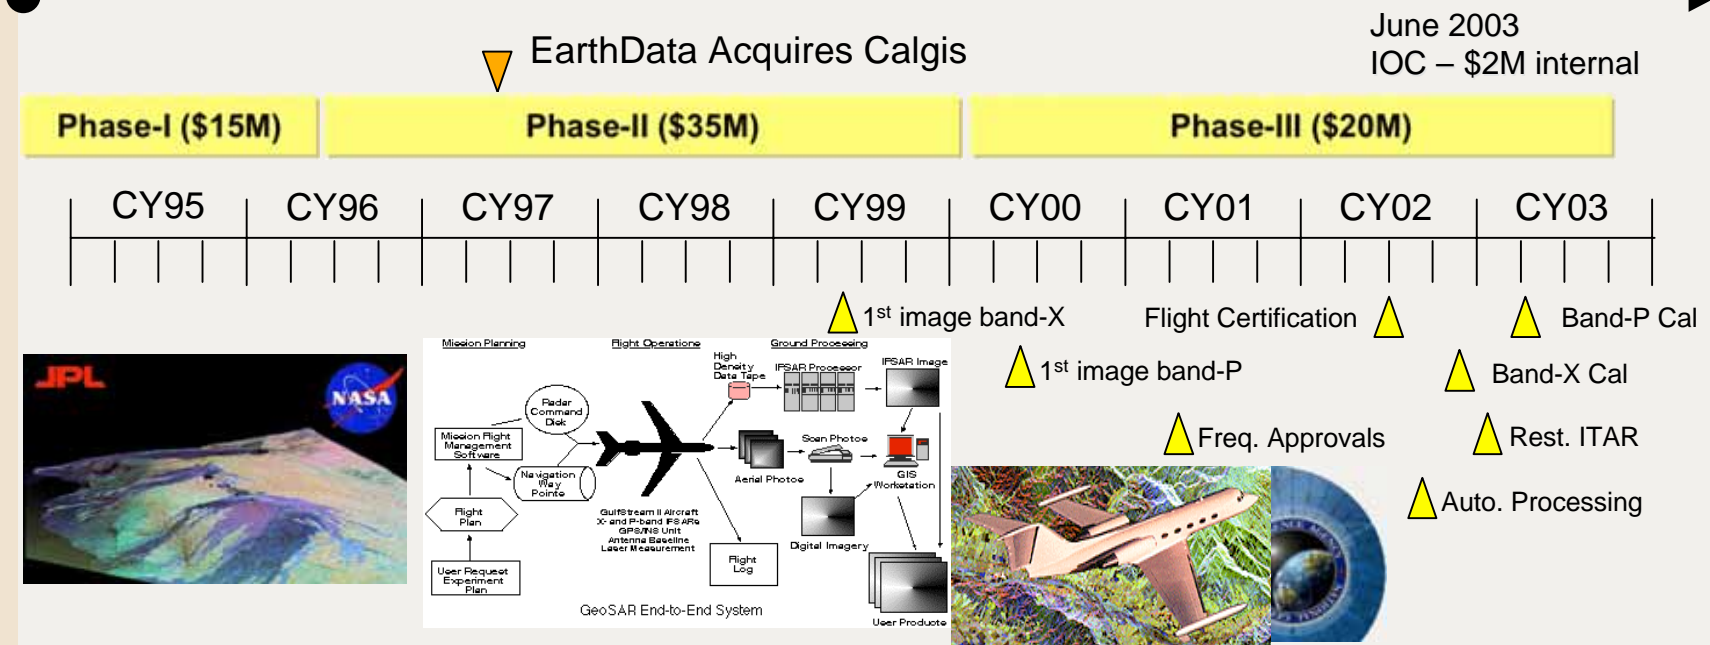 June 2003
IOC – $2M internal
EarthData Acquires Calgis
Phase-I ($15M)
Phase-II ($35M)
Phase-III ($20M)
CY95 CY96 CY97 CY98 CY99 CY00 CY01 CY02 CY03
1st image band-X
Flight Certification
Band-P Cal
1st image band-P
Band-X Cal
Freq. Approvals
Rest. ITAR
Auto. Processing
JPL
NASA
Mission Planning
Flight Operations
Ground Processing
High
Density
Data Tape
IFSAR Processor
IFSAR Image
Radar
Command
Disk
Mission Flight
Management
Software
Navigation
Way
Points
Scan Photos
Aerial Photos
GIS
Workstation
Flight
Plan
GulfStream II Aircraft
X- and P-band IFSARs
GPS/INS Unit
Antenna Baseline
Laser Measurement
Digital Imagery
Flight
Log
User Request
Experiment
Plan
GeoSAR End-to-End System
User Products